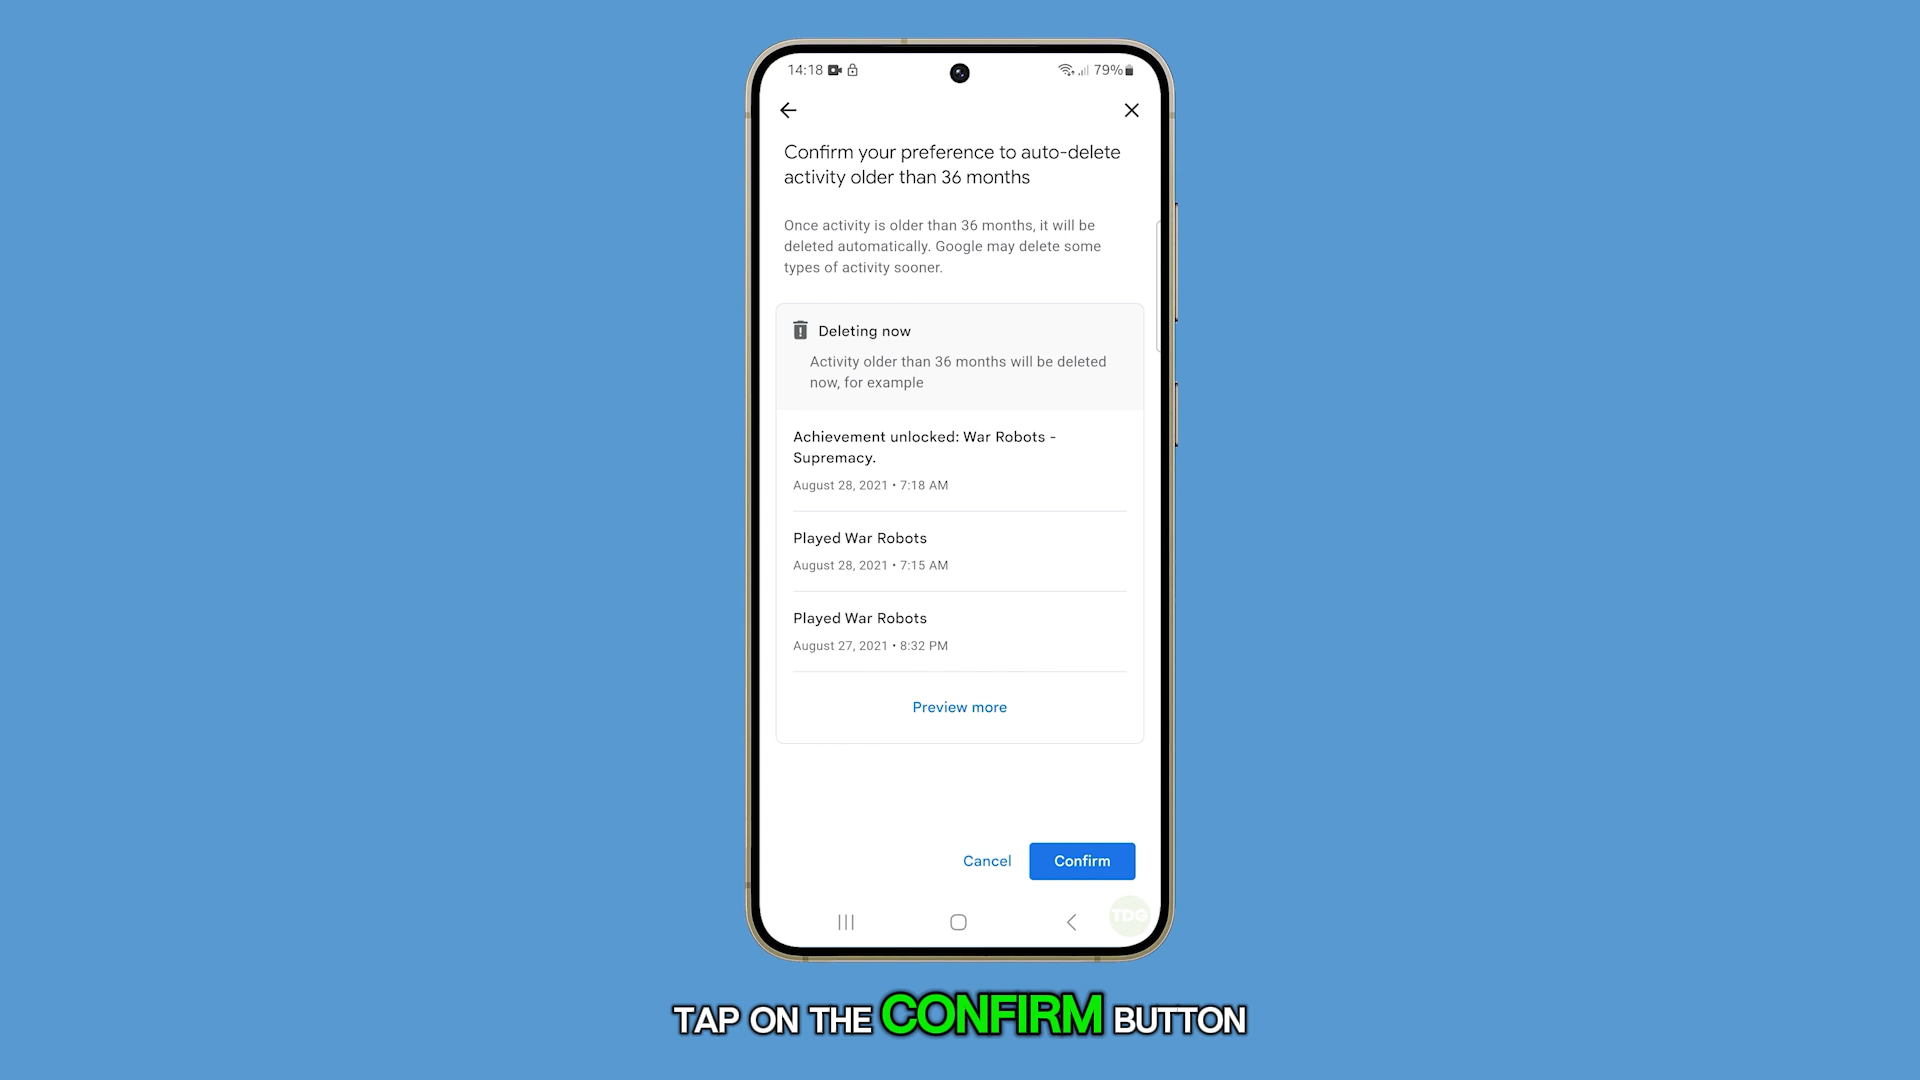 14:18
79%
Confirm your preference to auto-delete
activity older than 36 months
Once activity is older than 36 months, it will be
deleted automatically. Google may delete some
types of activity sooner.
Deleting now
Activity older than 36 months will be deleted
now, for example
Achievement unlocked: War Robots -
Supremacy.
August 28, 2021 • 7:18 AM
Played War Robots
August 28, 2021 • 7:15 AM
Played War Robots
August 27, 2021 • 8:32 PM
Preview more
Cancel
Confirm
TDG
TAP ON THE CONFIRM BUTTON